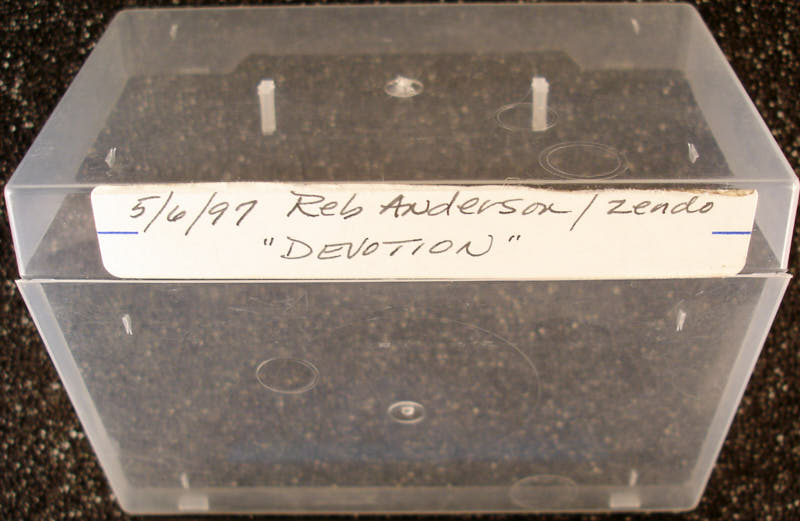 5/6/97 Reb Anderson/zendo
"DEVOTION"